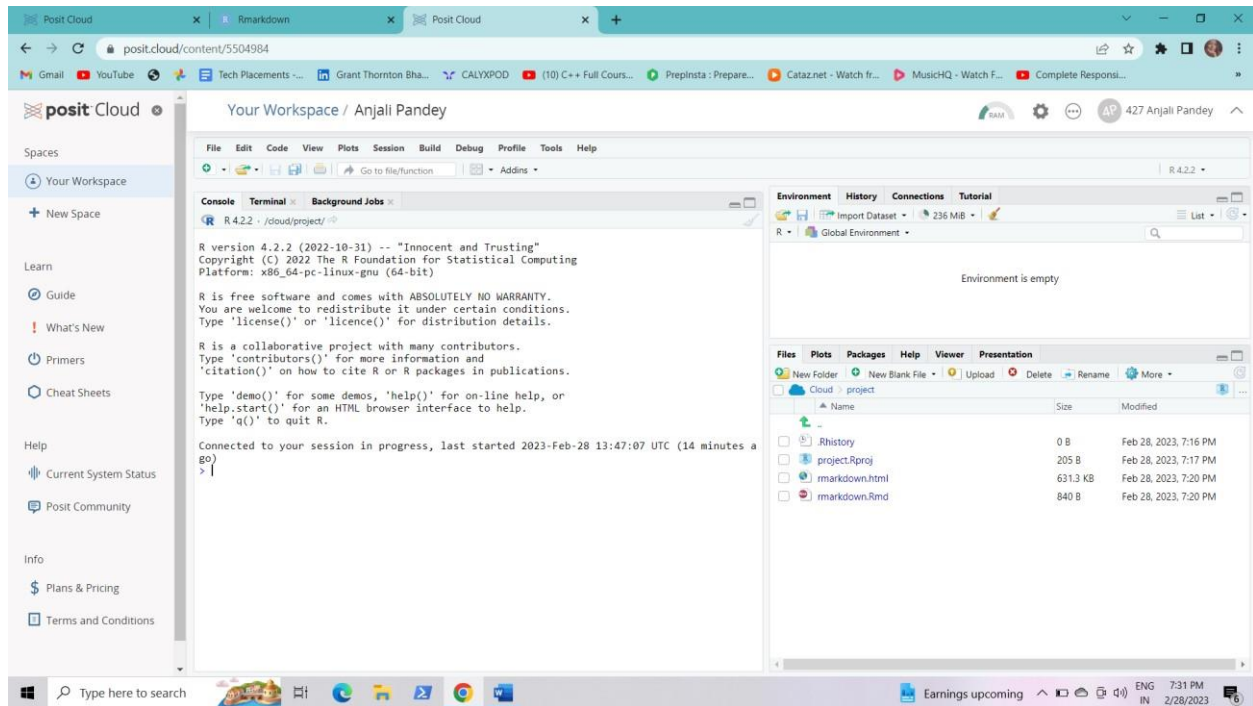 Posit Cloud
Rmarkdown
Posit Cloud
posit.cloud/content/5504984
Gmail YouTube Tech Placements -... Grant Thornton Bha... CALYXPOD (10) C++ Full Cours... PrepInsta : Prepare... Cataz.net - Watch fr... MusicHQ - Watch F... Complete Responsi...
posit Cloud
Your Workspace / Anjali Pandey
RAM
AP 427 Anjali Pandey
Spaces
Your Workspace
New Space
Learn
Guide
What's New
Primers
Cheat Sheets
Help
Current System Status
Posit Community
Info
$ Plans & Pricing
Terms and Conditions
File Edit Code View Plots Session Build Debug Profile Tools Help
Go to file/function Addins
R 4.2.2
Console Terminal Background Jobs
R 4.2.2 · /cloud/project/
R version 4.2.2 (2022-10-31) -- "Innocent and Trusting"
Copyright (C) 2022 The R Foundation for Statistical Computing
Platform: x86_64-pc-linux-gnu (64-bit)
R is free software and comes with ABSOLUTELY NO WARRANTY.
You are welcome to redistribute it under certain conditions.
Type 'license()' or 'licence()' for distribution details.
R is a collaborative project with many contributors.
Type 'contributors()' for more information and
'citation()' on how to cite R or R packages in publications.
Type 'demo()' for some demos, 'help()' for on-line help, or
'help.start()' for an HTML browser interface to help.
Type 'q()' to quit R.
Connected to your session in progress, last started 2023-Feb-28 13:47:07 UTC (14 minutes a
go)
>
Environment History Connections Tutorial
Import Dataset 236 MiB List
R Global Environment
Environment is empty
Files Plots Packages Help Viewer Presentation
New Folder New Blank File Upload Delete Rename More
Cloud project
Name Size Modified
..
.Rhistory 0 B Feb 28, 2023, 7:16 PM
project.Rproj 205 B Feb 28, 2023, 7:17 PM
rmarkdown.html 631.3 KB Feb 28, 2023, 7:20 PM
rmarkdown.Rmd 840 B Feb 28, 2023, 7:20 PM
Type here to search
Earnings upcoming
ENG
IN
7:31 PM
2/28/2023
6